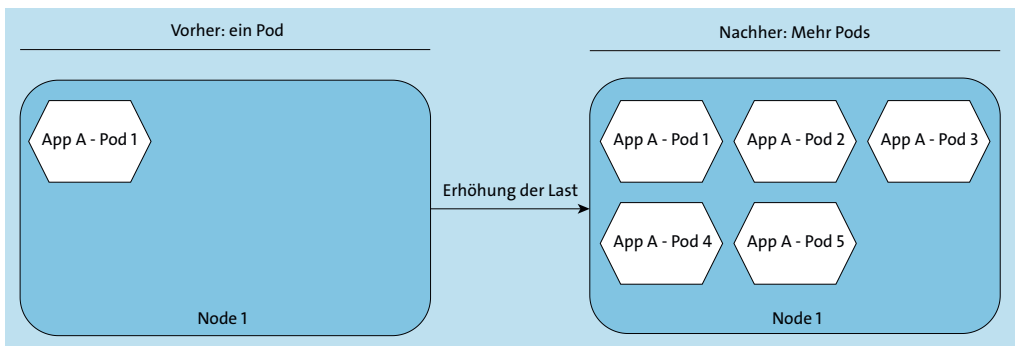 Vorher: ein Pod
Nachher: Mehr Pods
App A - Pod 1
App A - Pod 1
App A - Pod 2
App A - Pod 3
Erhöhung der Last
App A - Pod 4
App A - Pod 5
Node 1
Node 1